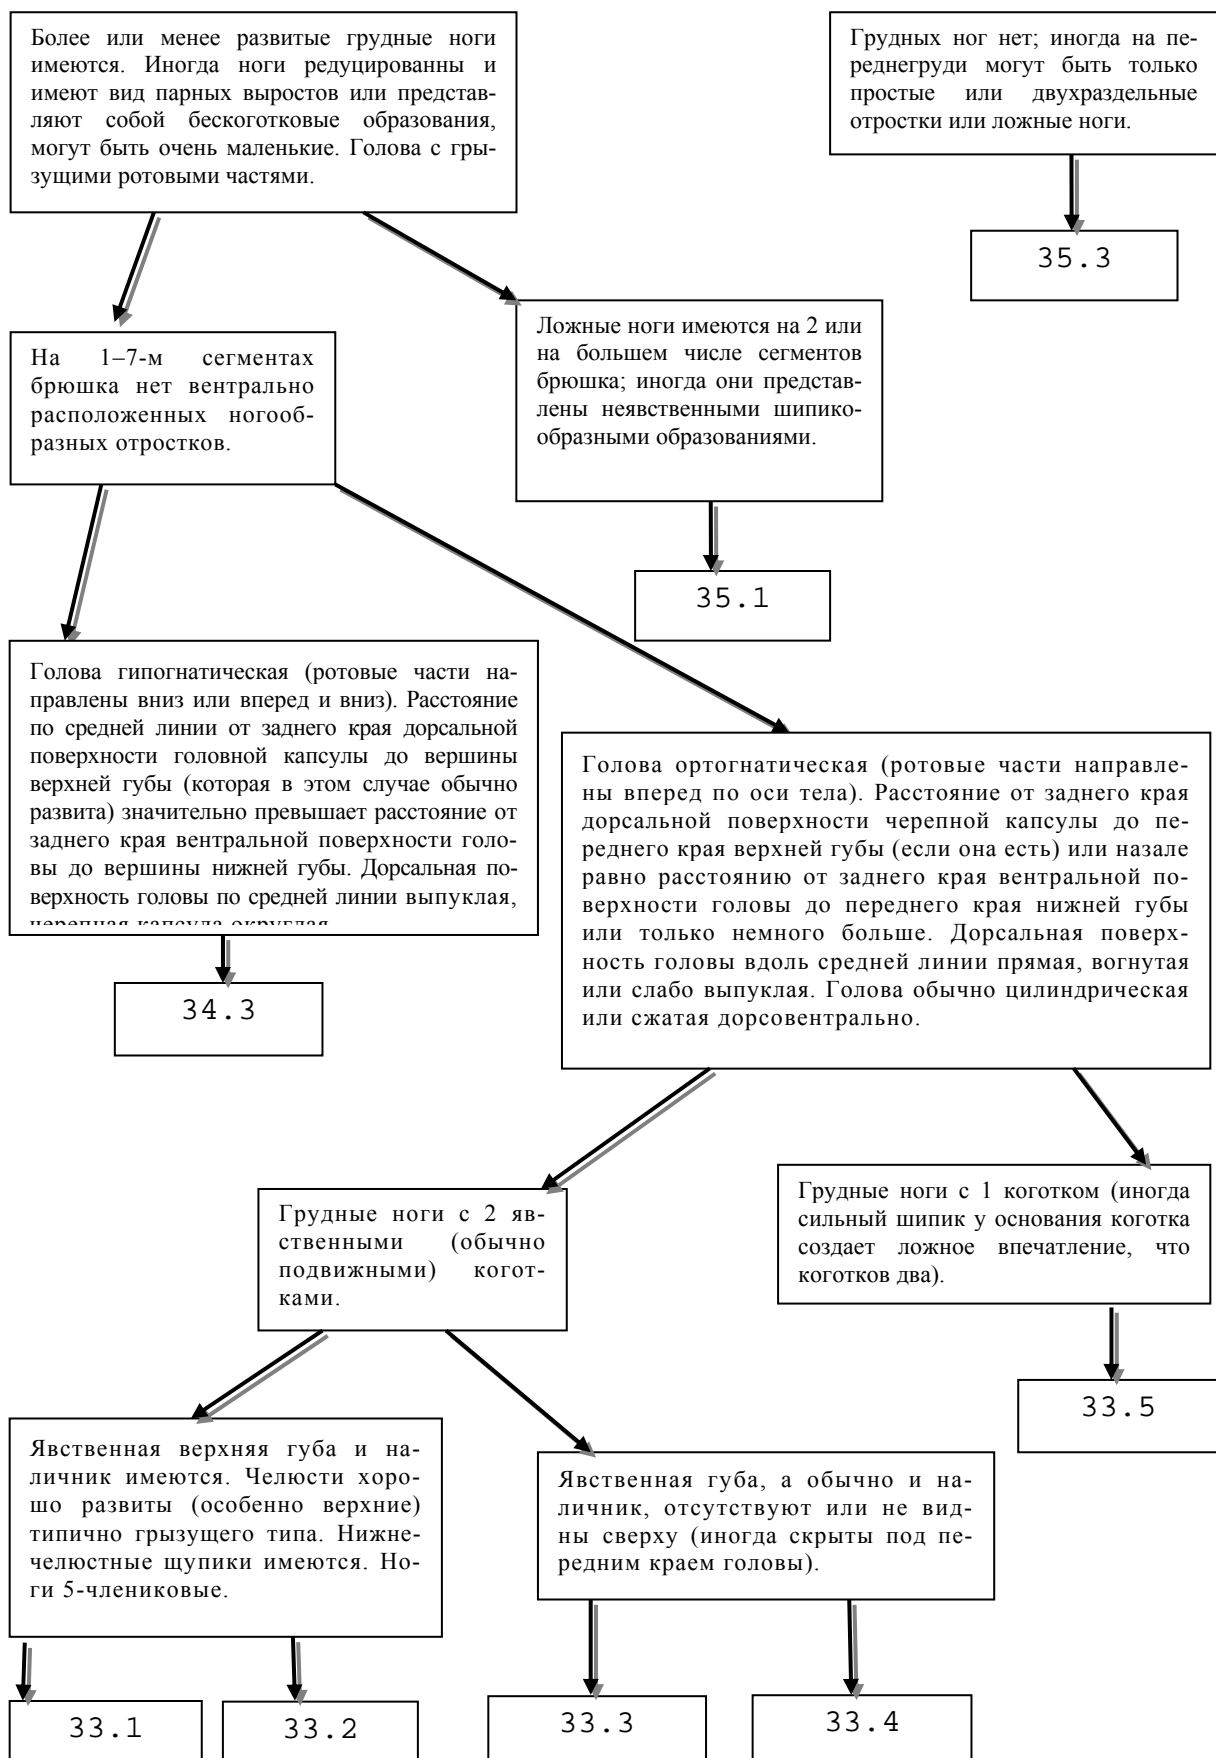 Более или менее развитые грудные ноги
имеются. Иногда ноги редуцированны и
имеют вид парных выростов или представ-
ляют собой бескоготковые образования,
могут быть очень маленькие. Голова с гры-
зущими ротовыми частями.
Грудных ног нет; иногда на пе-
реднегруди могут быть только
простые или двухраздельные
отростки или ложные ноги.
35.3
На 1–7-м сегментах
брюшка нет вентрально
расположенных ногооб-
разных отростков.
Ложные ноги имеются на 2 или
на большем числе сегментов
брюшка; иногда они представ-
лены неявственными шипико-
образными образованиями.
35.1
Голова гипогнатическая (ротовые части на-
правлены вниз или вперед и вниз). Расстояние
по средней линии от заднего края дорсальной
поверхности головной капсулы до вершины
верхней губы (которая в этом случае обычно
развита) значительно превышает расстояние от
заднего края вентральной поверхности голо-
вы до вершины нижней губы. Дорсальная по-
верхность головы по средней линии выпуклая,
черепная капсула округлая
34.3
Голова ортогнатическая (ротовые части направле-
ны вперед по оси тела). Расстояние от заднего края
дорсальной поверхности черепной капсулы до пе-
реднего края верхней губы (если она есть) или назале
равно расстоянию от заднего края вентральной по-
верхности головы до переднего края нижней губы
или только немного больше. Дорсальная поверх-
ность головы вдоль средней линии прямая, вогнутая
или слабо выпуклая. Голова обычно цилиндрическая
или сжатая дорсовентрально.
Грудные ноги с 2 яв-
ственными (обычно
подвижными) когот-
ками.
Грудные ноги с 1 коготком (иногда
сильный шипик у основания коготка
создает ложное впечатление, что
коготков два).
33.5
Явственная верхняя губа и на-
личник имеются. Челюсти хоро-
шо развиты (особенно верхние)
типично грызущего типа. Нижне-
челюстные щупики имеются. Но-
ги 5-члениковые.
Явственная губа, а обычно и на-
личник, отсутствуют или не вид-
ны сверху (иногда скрыты под пе-
редним краем головы).
33.1
33.2
33.3
33.4